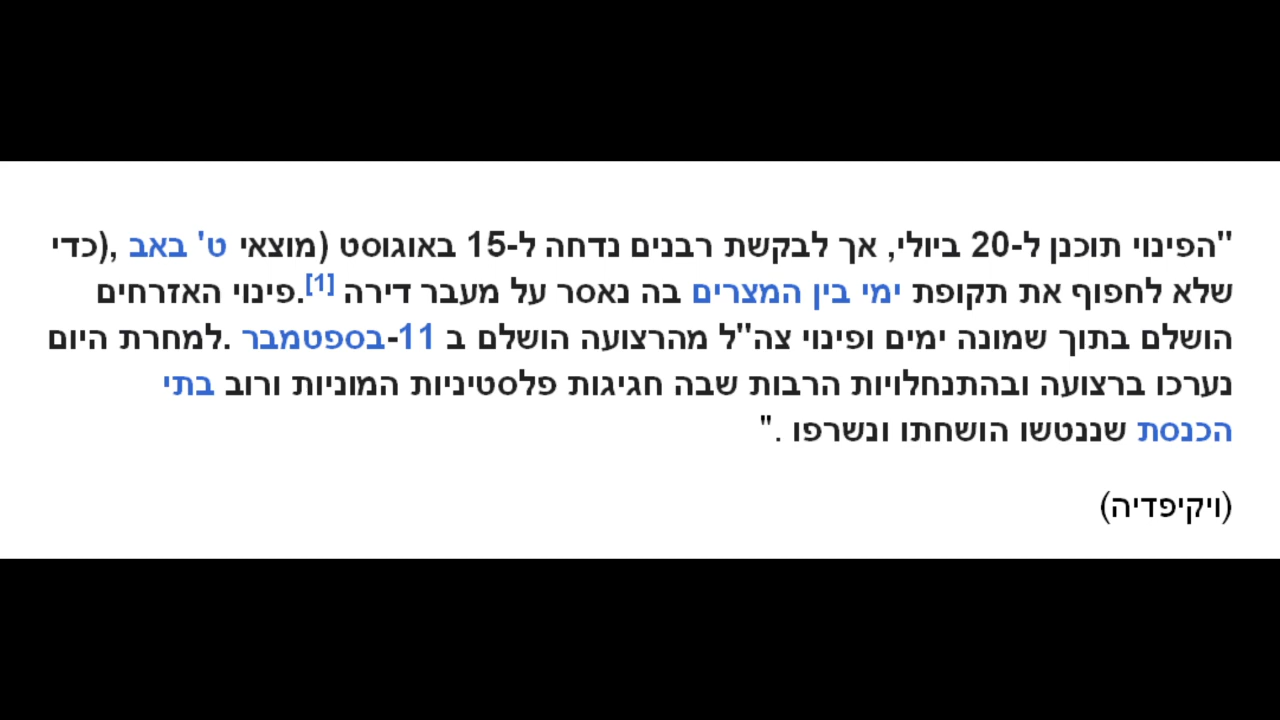 "הפינוי תוכנן ל-20 ביולי, אך לבקשת רבנים נדחה ל-15 באוגוסט (מוצאי ט' באב ,(כדי
שלא לחפוף את תקופת ימי בין המצרים בה נאסר על מעבר דירה [1].פינוי האזרחים
הושלם בתוך שמונה ימים ופינוי צה"ל מהרצועה הושלם ב 11-בספטמבר .למחרת היום
נערכו ברצועה ובהתנחלויות הרבות שבה חגיגות פלסטיניות המוניות ורוב בתי
הכנסת שננטשו הושחתו ונשרפו ."
(ויקיפדיה)